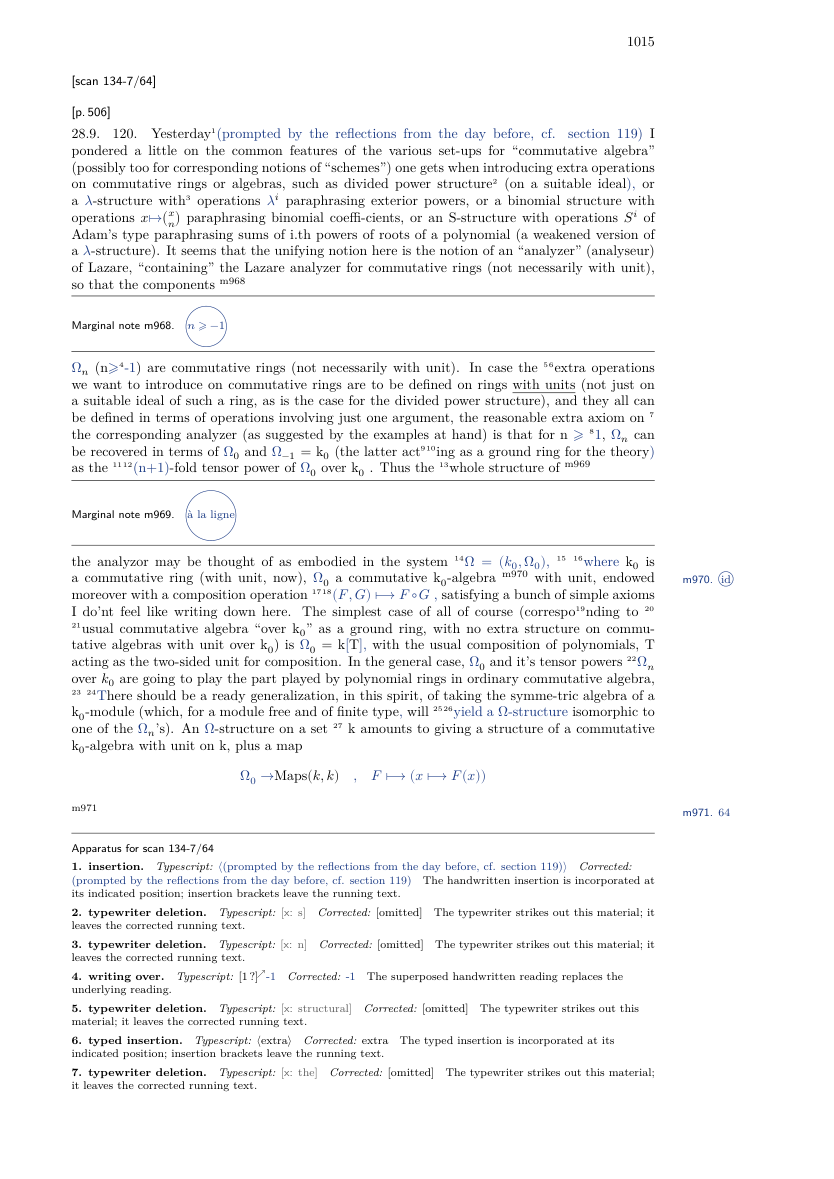 1015
[scan 134-7/64]
[p. 506]
28.9. 120. Yesterday¹(prompted by the reflections from the day before, cf. section 119) I
pondered a little on the common features of the various set-ups for “commutative algebra”
(possibly too for corresponding notions of “schemes”) one gets when introducing extra operations
on commutative rings or algebras, such as divided power structure² (on a suitable ideal), or
a λ-structure with³ operations λⁱ paraphrasing exterior powers, or a binomial structure with
operations x↦(x n) paraphrasing binomial coeffi-cients, or an S-structure with operations Sⁱ of
Adam’s type paraphrasing sums of i.th powers of roots of a polynomial (a weakened version of
a λ-structure). It seems that the unifying notion here is the notion of an “analyzer” (analyseur)
of Lazare, “containing” the Lazare analyzer for commutative rings (not necessarily with unit),
so that the components m968
Marginal note m968. n ⩾ −1
Ωₙ (n⩾⁴-1) are commutative rings (not necessarily with unit). In case the ⁵⁶extra operations
we want to introduce on commutative rings are to be defined on rings with units (not just on
a suitable ideal of such a ring, as is the case for the divided power structure), and they all can
be defined in terms of operations involving just one argument, the reasonable extra axiom on ⁷
the corresponding analyzer (as suggested by the examples at hand) is that for n ⩾ ⁸1, Ωₙ can
be recovered in terms of Ω₀ and Ω₋₁ = k₀ (the latter act⁹¹⁰ing as a ground ring for the theory)
as the ¹¹¹²(n+1)-fold tensor power of Ω₀ over k₀ . Thus the ¹³whole structure of m969
Marginal note m969. à la ligne
the analyzor may be thought of as embodied in the system ¹⁴Ω = (k₀, Ω₀), ¹⁵ ¹⁶where k₀ is
a commutative ring (with unit, now), Ω₀ a commutative k₀-algebra m970 with unit, endowed
m970. id
moreover with a composition operation ¹⁷¹⁸(F, G) ⟼ F∘G , satisfying a bunch of simple axioms
I do’nt feel like writing down here. The simplest case of all of course (correspo¹⁹nding to ²⁰
²¹usual commutative algebra “over k₀” as a ground ring, with no extra structure on commu-
tative algebras with unit over k₀) is Ω₀ = k[T], with the usual composition of polynomials, T
acting as the two-sided unit for composition. In the general case, Ω₀ and it’s tensor powers ²²Ωₙ
over k₀ are going to play the part played by polynomial rings in ordinary commutative algebra,
²³ ²⁴There should be a ready generalization, in this spirit, of taking the symme-tric algebra of a
k₀-module (which, for a module free and of finite type, will ²⁵²⁶yield a Ω-structure isomorphic to
one of the Ωₙ’s). An Ω-structure on a set ²⁷ k amounts to giving a structure of a commutative
k₀-algebra with unit on k, plus a map
Ω₀ →Maps(k, k) , F ⟼ (x ⟼ F(x))
m971
m971. 64
Apparatus for scan 134-7/64
1. insertion. Typescript: ⟨(prompted by the reflections from the day before, cf. section 119)⟩ Corrected:
(prompted by the reflections from the day before, cf. section 119) The handwritten insertion is incorporated at
its indicated position; insertion brackets leave the running text.
2. typewriter deletion. Typescript: [x: s] Corrected: [omitted] The typewriter strikes out this material; it
leaves the corrected running text.
3. typewriter deletion. Typescript: [x: n] Corrected: [omitted] The typewriter strikes out this material; it
leaves the corrected running text.
4. writing over. Typescript: [1 ?]↗-1 Corrected: -1 The superposed handwritten reading replaces the
underlying reading.
5. typewriter deletion. Typescript: [x: structural] Corrected: [omitted] The typewriter strikes out this
material; it leaves the corrected running text.
6. typed insertion. Typescript: ⟨extra⟩ Corrected: extra The typed insertion is incorporated at its
indicated position; insertion brackets leave the running text.
7. typewriter deletion. Typescript: [x: the] Corrected: [omitted] The typewriter strikes out this material;
it leaves the corrected running text.